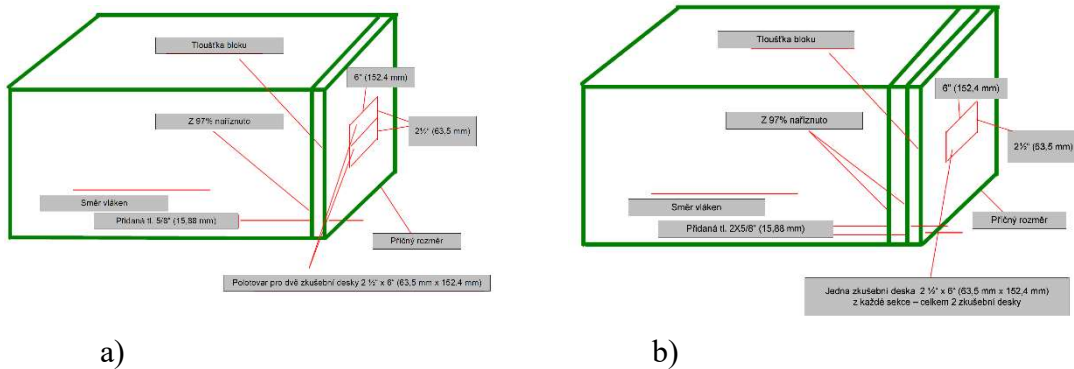 Tloušťka bloku
6" (152,4 mm)
Z 97% naříznuto
2½" (63,5 mm)
Směr vláken
Přidaná tl. 5/8" (15,88 mm)
Příčný rozměr
Polotovar pro dvě zkušební desky 2 ½" x 6" (63,5 mm x 152,4 mm)
a)
Tloušťka bloku
6" (152,4 mm)
Z 97% naříznuto
2½" (63,5 mm)
Směr vláken
Přidaná tl. 2X5/8" (15,88 mm)
Příčný rozměr
Jedna zkušební deska 2 ½" x 6" (63,5 mm x 152,4 mm)
z každé sekce – celkem 2 zkušební desky
b)